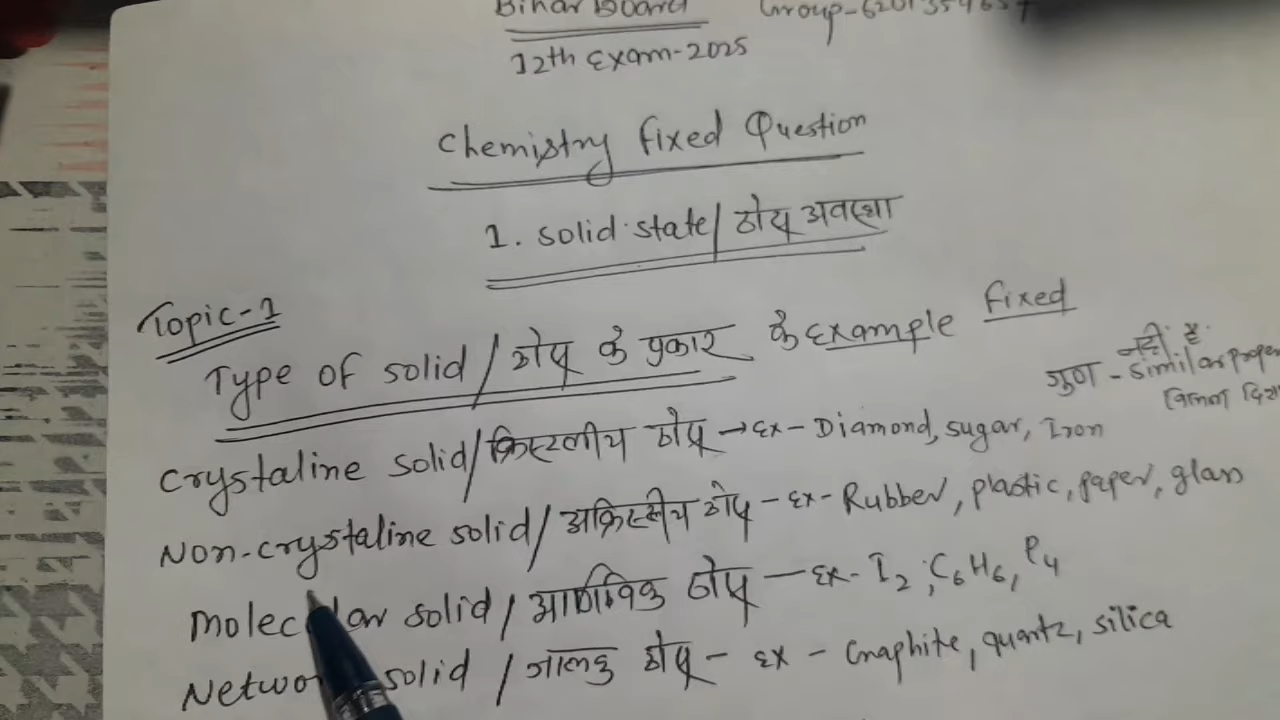 Bihar Board Group-
12th Exam-2025
Chemistry Fixed Question
1. solid state/ठोस अवस्था
Topic-1
Type of solid/ठोस के प्रकार के Example Fixed
नहीं है
गुण - similar
Crystaline solid/क्रिस्टलीय ठोस → Ex - Diamond, sugar, Iron
Non-crystaline solid/अक्रिस्टलीय ठोस - Ex - Rubber, plastic, paper, glass
solid/आण्विक ठोस — Ex - I2, C6H6, P4
solid/जालक ठोस - Ex - Graphite, quartz, silica